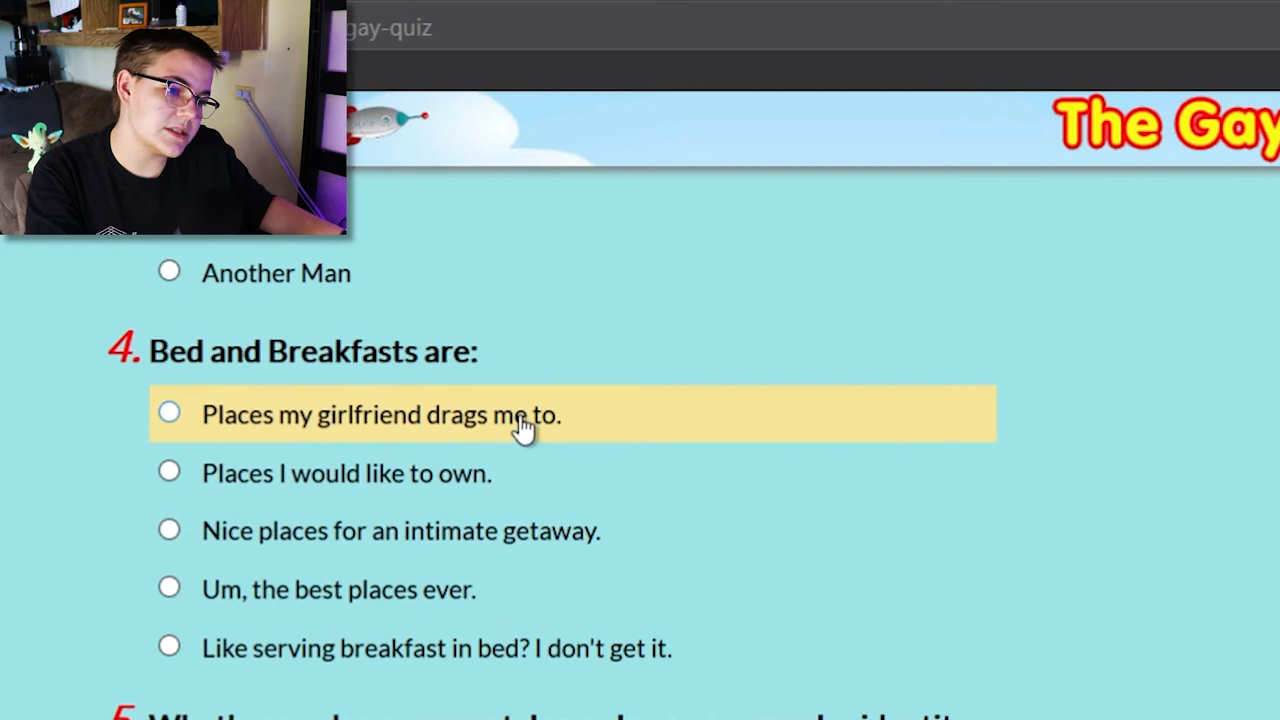 gay-quiz
The Gay
Another Man
4. Bed and Breakfasts are:
Places my girlfriend drags me to.
Places I would like to own.
Nice places for an intimate getaway.
Um, the best places ever.
Like serving breakfast in bed? I don't get it.
5.